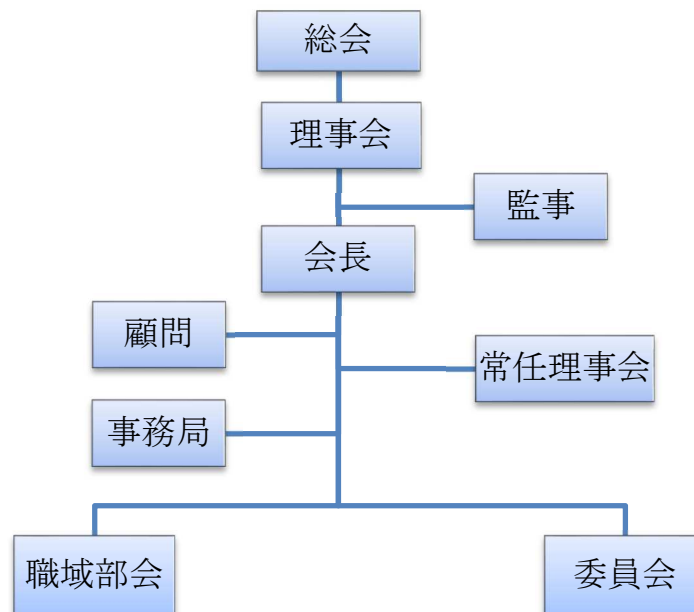 総会
理事会
監事
会長
顧問
常任理事会
事務局
職域部会
委員会